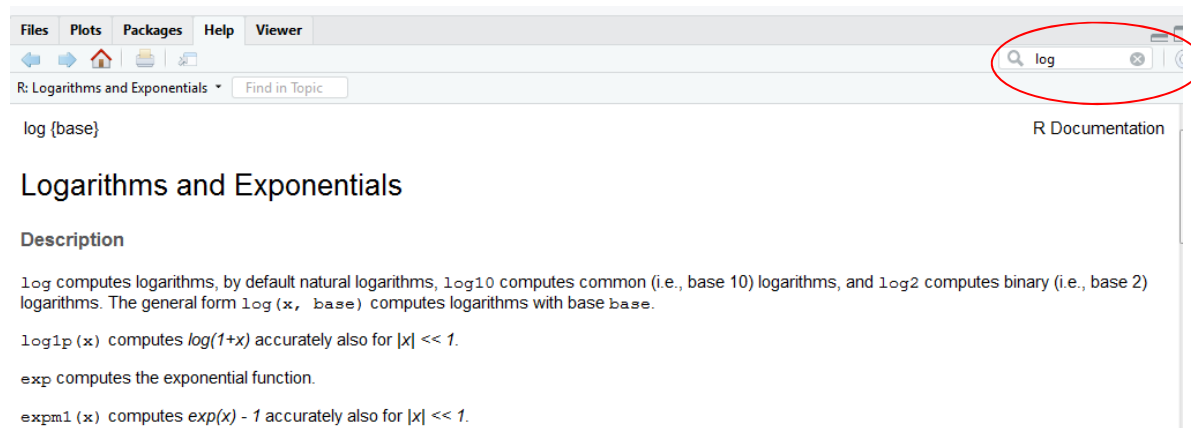 Files Plots Packages Help Viewer
log
R: Logarithms and Exponentials Find in Topic
log {base} R Documentation
Logarithms and Exponentials
Description
log computes logarithms, by default natural logarithms, log10 computes common (i.e., base 10) logarithms, and log2 computes binary (i.e., base 2)
logarithms. The general form log(x, base) computes logarithms with base base.
log1p(x) computes log(1+x) accurately also for |x| << 1.
exp computes the exponential function.
expm1(x) computes exp(x) - 1 accurately also for |x| << 1.